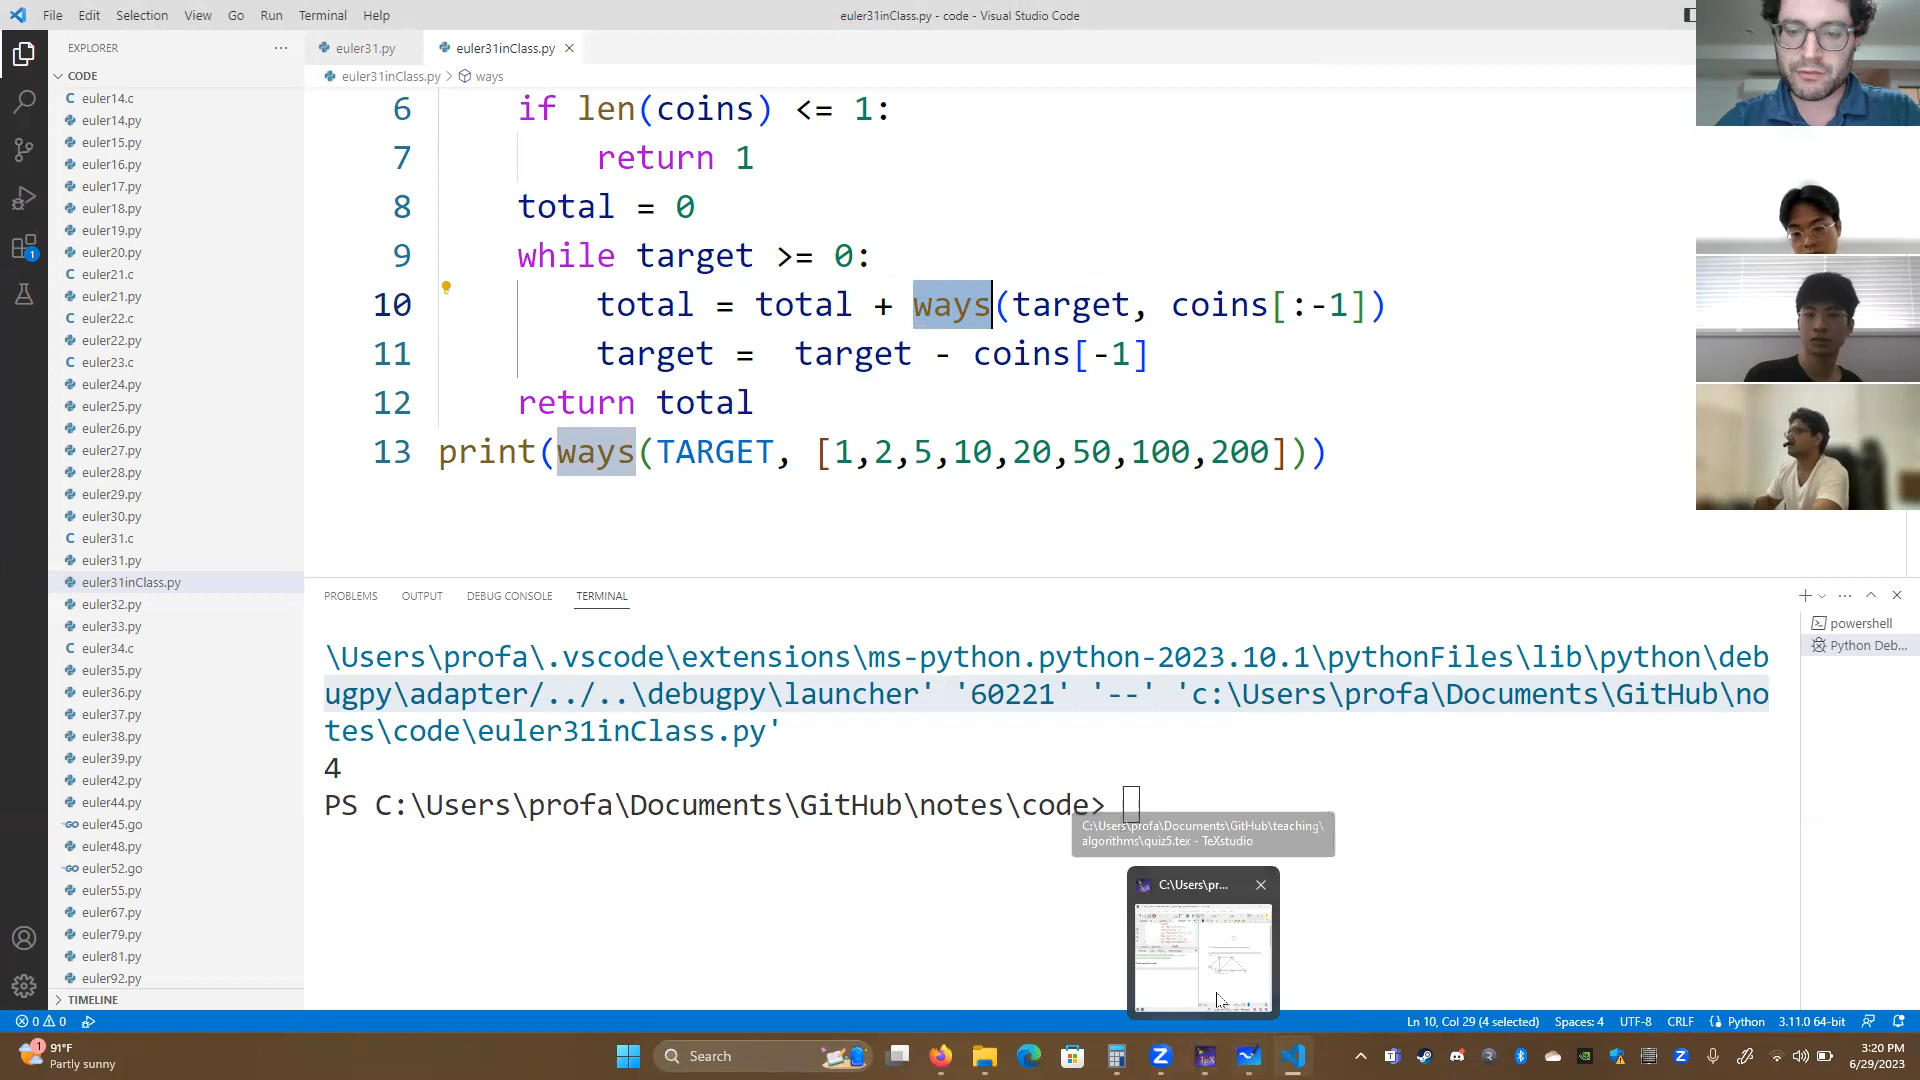 File Edit Selection View Go Run Terminal Help
euler31inClass.py - code - Visual Studio Code
EXPLORER
CODE
euler14.c
euler14.py
euler15.py
euler16.py
euler17.py
euler18.py
euler19.py
euler20.py
euler21.c
euler21.py
euler22.c
euler22.py
euler23.c
euler24.py
euler25.py
euler26.py
euler27.py
euler28.py
euler29.py
euler30.py
euler31.c
euler31.py
euler31inClass.py
euler32.py
euler33.py
euler34.c
euler35.py
euler36.py
euler37.py
euler38.py
euler39.py
euler42.py
euler44.py
euler45.go
euler48.py
euler52.go
euler55.py
euler67.py
euler79.py
euler81.py
euler92.py
TIMELINE
euler31.py euler31inClass.py
euler31inClass.py > ways
6 if len(coins) <= 1:
7 return 1
8 total = 0
9 while target >= 0:
10 total = total + ways(target, coins[:-1])
11 target =  target - coins[-1]
12 return total
13 print(ways(TARGET, [1,2,5,10,20,50,100,200]))
PROBLEMS OUTPUT DEBUG CONSOLE TERMINAL
powershell
Python Deb...
\Users\profa\.vscode\extensions\ms-python.python-2023.10.1\pythonFiles\lib\python\deb
ugpy\adapter/../..\debugpy\launcher' '60221' '--' 'c:\Users\profa\Documents\GitHub\no
tes\code\euler31inClass.py'
4
PS C:\Users\profa\Documents\GitHub\notes\code>
C:\Users\profa\Documents\GitHub\teaching\
algorithms\quiz5.tex - TeXstudio
C:\Users\pr...
0 0
Ln 10, Col 29 (4 selected) Spaces: 4 UTF-8 CRLF Python 3.11.0 64-bit
1
91°F
Partly sunny
Search
3:20 PM
6/29/2023